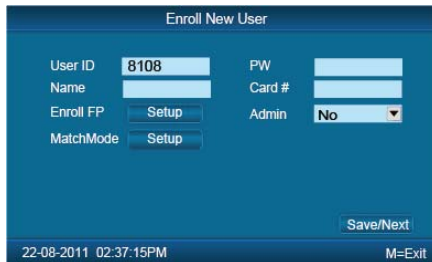 Enroll New User
User ID 8108 PW
Name Card #
Enroll FP Setup Admin No
MatchMode Setup
Save/Next
22-08-2011 02:37:15PM M=Exit